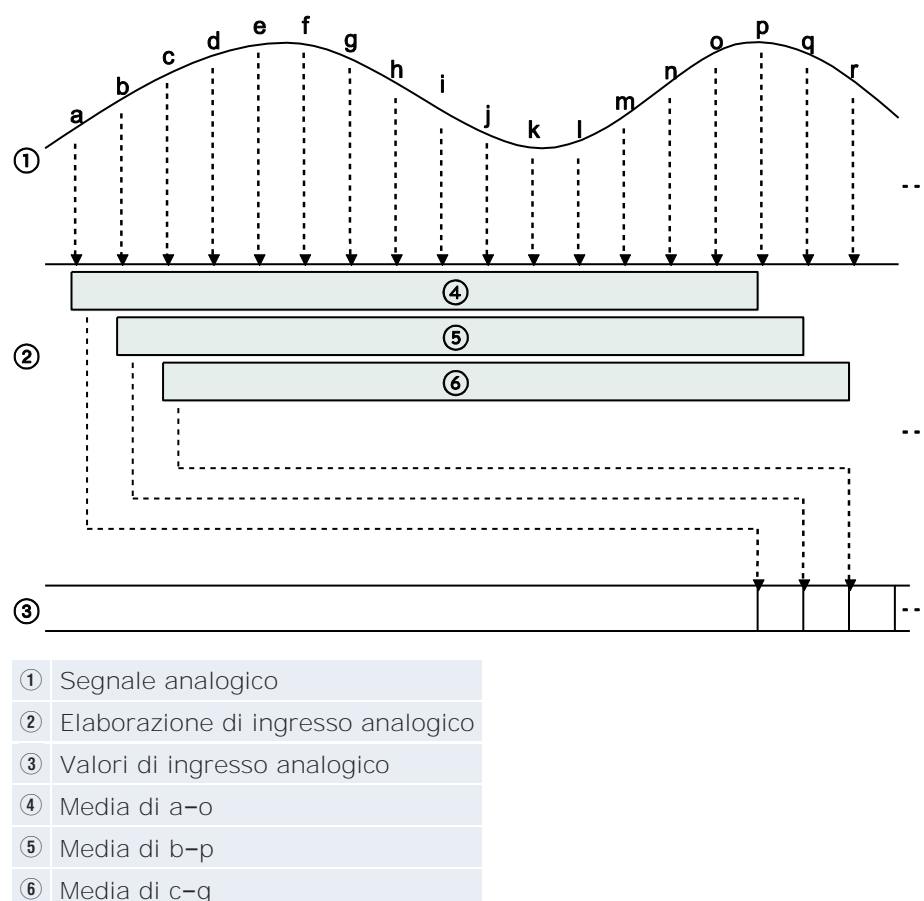 a b c d e f g h i j k l m n o p q r
①
④
②
⑤
⑥
③
① Segnale analogico
② Elaborazione di ingresso analogico
③ Valori di ingresso analogico
④ Media di a–o
⑤ Media di b–p
⑥ Media di c–q